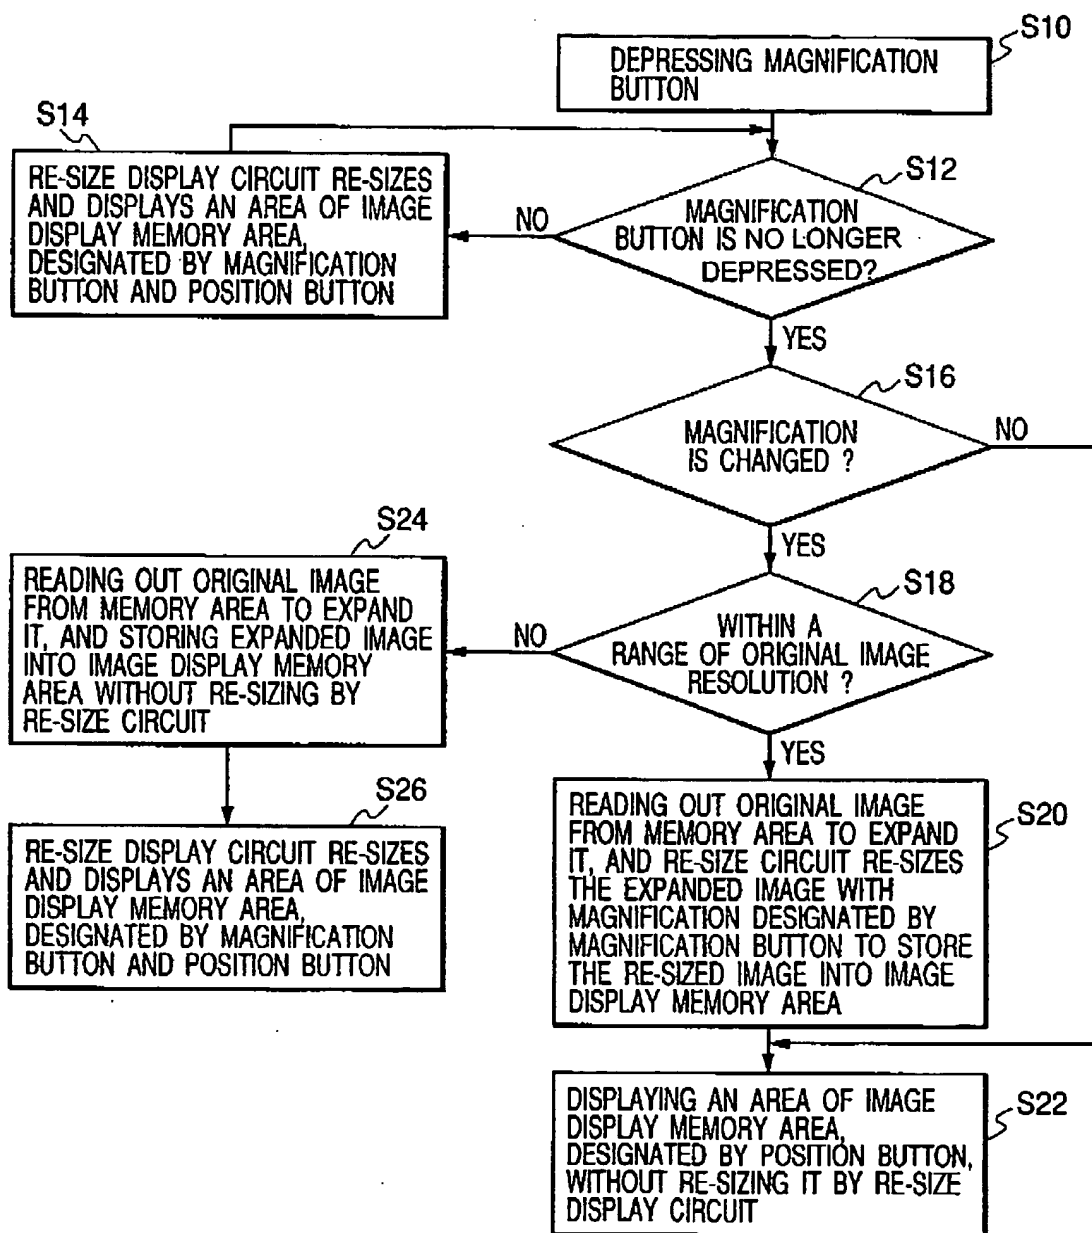 S10
DEPRESSING MAGNIFICATION
BUTTON
S14
RE-SIZE DISPLAY CIRCUIT RE-SIZES
AND DISPLAYS AN AREA OF IMAGE
DISPLAY MEMORY AREA,
DESIGNATED BY MAGNIFICATION
BUTTON AND POSITION BUTTON
NO
S12
MAGNIFICATION
BUTTON IS NO LONGER
DEPRESSED?
YES
S16
MAGNIFICATION
IS CHANGED ?
NO
YES
S24
READING OUT ORIGINAL IMAGE
FROM MEMORY AREA TO EXPAND
IT, AND STORING EXPANDED IMAGE
INTO IMAGE DISPLAY MEMORY
AREA WITHOUT RE-SIZING BY
RE-SIZE CIRCUIT
NO
S18
WITHIN A
RANGE OF ORIGINAL IMAGE
RESOLUTION ?
YES
S26
RE-SIZE DISPLAY CIRCUIT RE-SIZES
AND DISPLAYS AN AREA OF IMAGE
DISPLAY MEMORY AREA,
DESIGNATED BY MAGNIFICATION
BUTTON AND POSITION BUTTON
S20
READING OUT ORIGINAL IMAGE
FROM MEMORY AREA TO EXPAND
IT, AND RE-SIZE CIRCUIT RE-SIZES
THE EXPANDED IMAGE WITH
MAGNIFICATION DESIGNATED BY
MAGNIFICATION BUTTON TO STORE
THE RE-SIZED IMAGE INTO IMAGE
DISPLAY MEMORY AREA
S22
DISPLAYING AN AREA OF IMAGE
DISPLAY MEMORY AREA,
DESIGNATED BY POSITION BUTTON,
WITHOUT RE-SIZING IT BY RE-SIZE
DISPLAY CIRCUIT